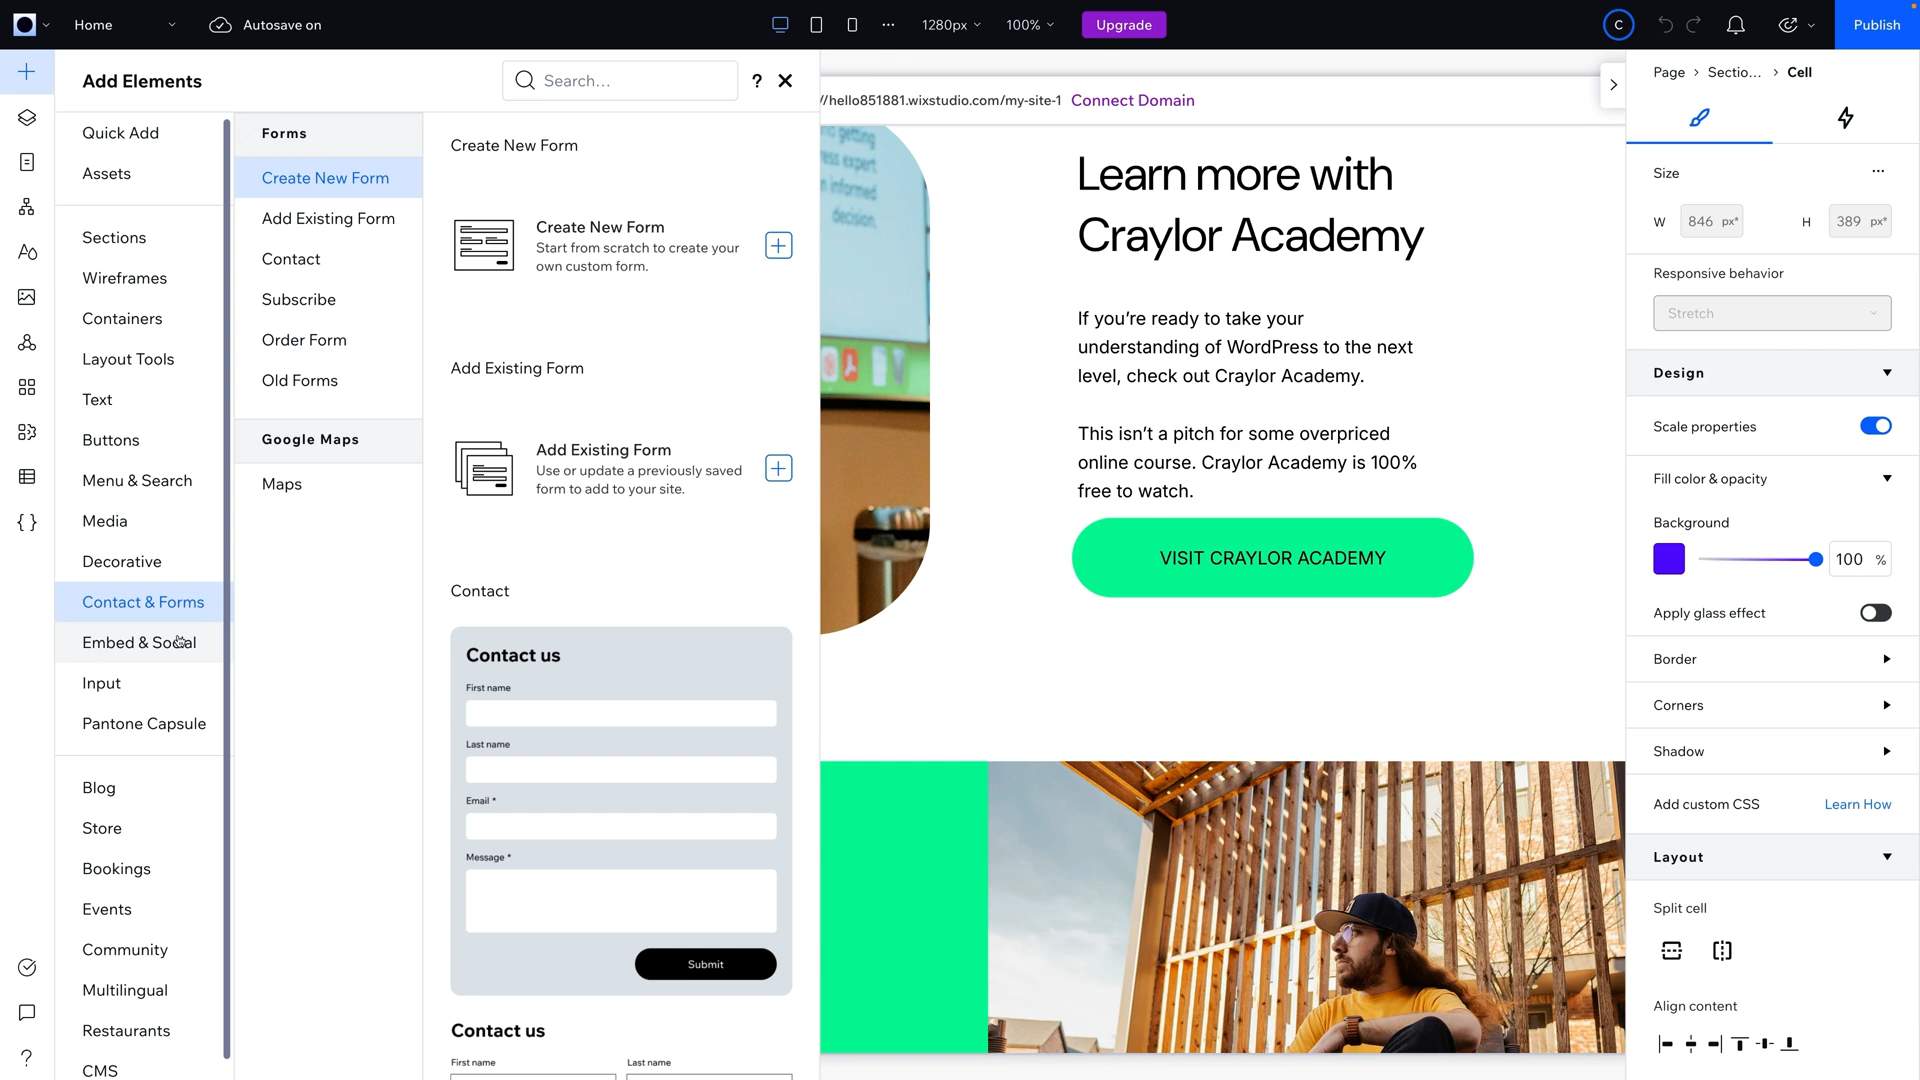 Home
Autosave on
1280px
100%
Upgrade
C
Publish
Add Elements
Search...
?
Quick Add
Assets
Sections
Wireframes
Containers
Layout Tools
Text
Buttons
Menu & Search
Media
Decorative
Contact & Forms
Embed & Social
Input
Pantone Capsule
Blog
Store
Bookings
Events
Community
Multilingual
Restaurants
CMS
Forms
Create New Form
Add Existing Form
Contact
Subscribe
Order Form
Old Forms
Google Maps
Maps
Create New Form
Create New Form
Start from scratch to create your
own custom form.
Add Existing Form
Add Existing Form
Use or update a previously saved
form to add to your site.
Contact
Contact us
First name
Last name
Email *
Message *
Submit
Contact us
First name
Last name
//hello851881.wixstudio.com/my-site-1 Connect Domain
getting
ress expert
informed
decision.
Learn more with
Craylor Academy
If you’re ready to take your
understanding of WordPress to the next
level, check out Craylor Academy.
This isn’t a pitch for some overpriced
online course. Craylor Academy is 100%
free to watch.
VISIT CRAYLOR ACADEMY
Page > Sectio... > Cell
Size
W 846 px* H 389 px*
Responsive behavior
Stretch
Design
Scale properties
Fill color & opacity
Background
100 %
Apply glass effect
Border
Corners
Shadow
Add custom CSS Learn How
Layout
Split cell
Align content